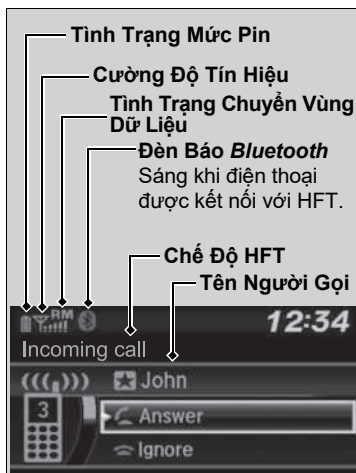 Tình Trạng Mức Pin
Cường Độ Tín Hiệu
Tình Trạng Chuyển Vùng
Dữ Liệu
Đèn Báo Bluetooth
Sáng khi điện thoại
được kết nối với HFT.
Chế Độ HFT
Tên Người Gọi
RM
12:34
Incoming call
John
3
Answer
Ignore